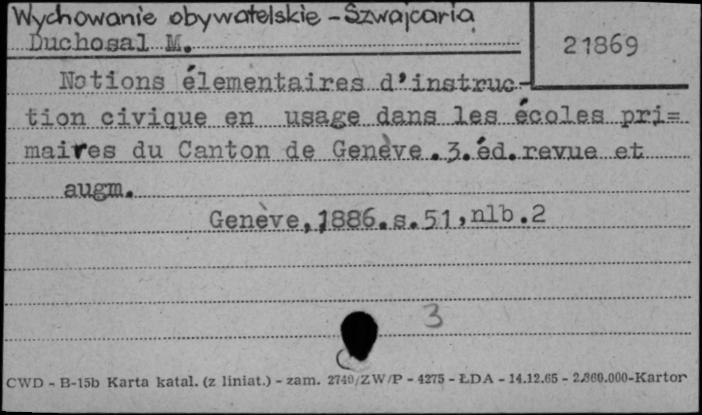 Wychowanie obywatelskie - Szwajcaria
Duchosal M.
21869
Notions élementaires d'instruc-
tion civique en usage dans les écoles pri=
maires du Canton de Genève.3.éd.revue et
augm.
Genève,1886.s.51,nlb.2
3
CWD - B-15b Karta katal. (z liniat.) - zam. 2740/ZW/P - 4275 - ŁDA - 14.12.65 - 2.860.000-Kartor